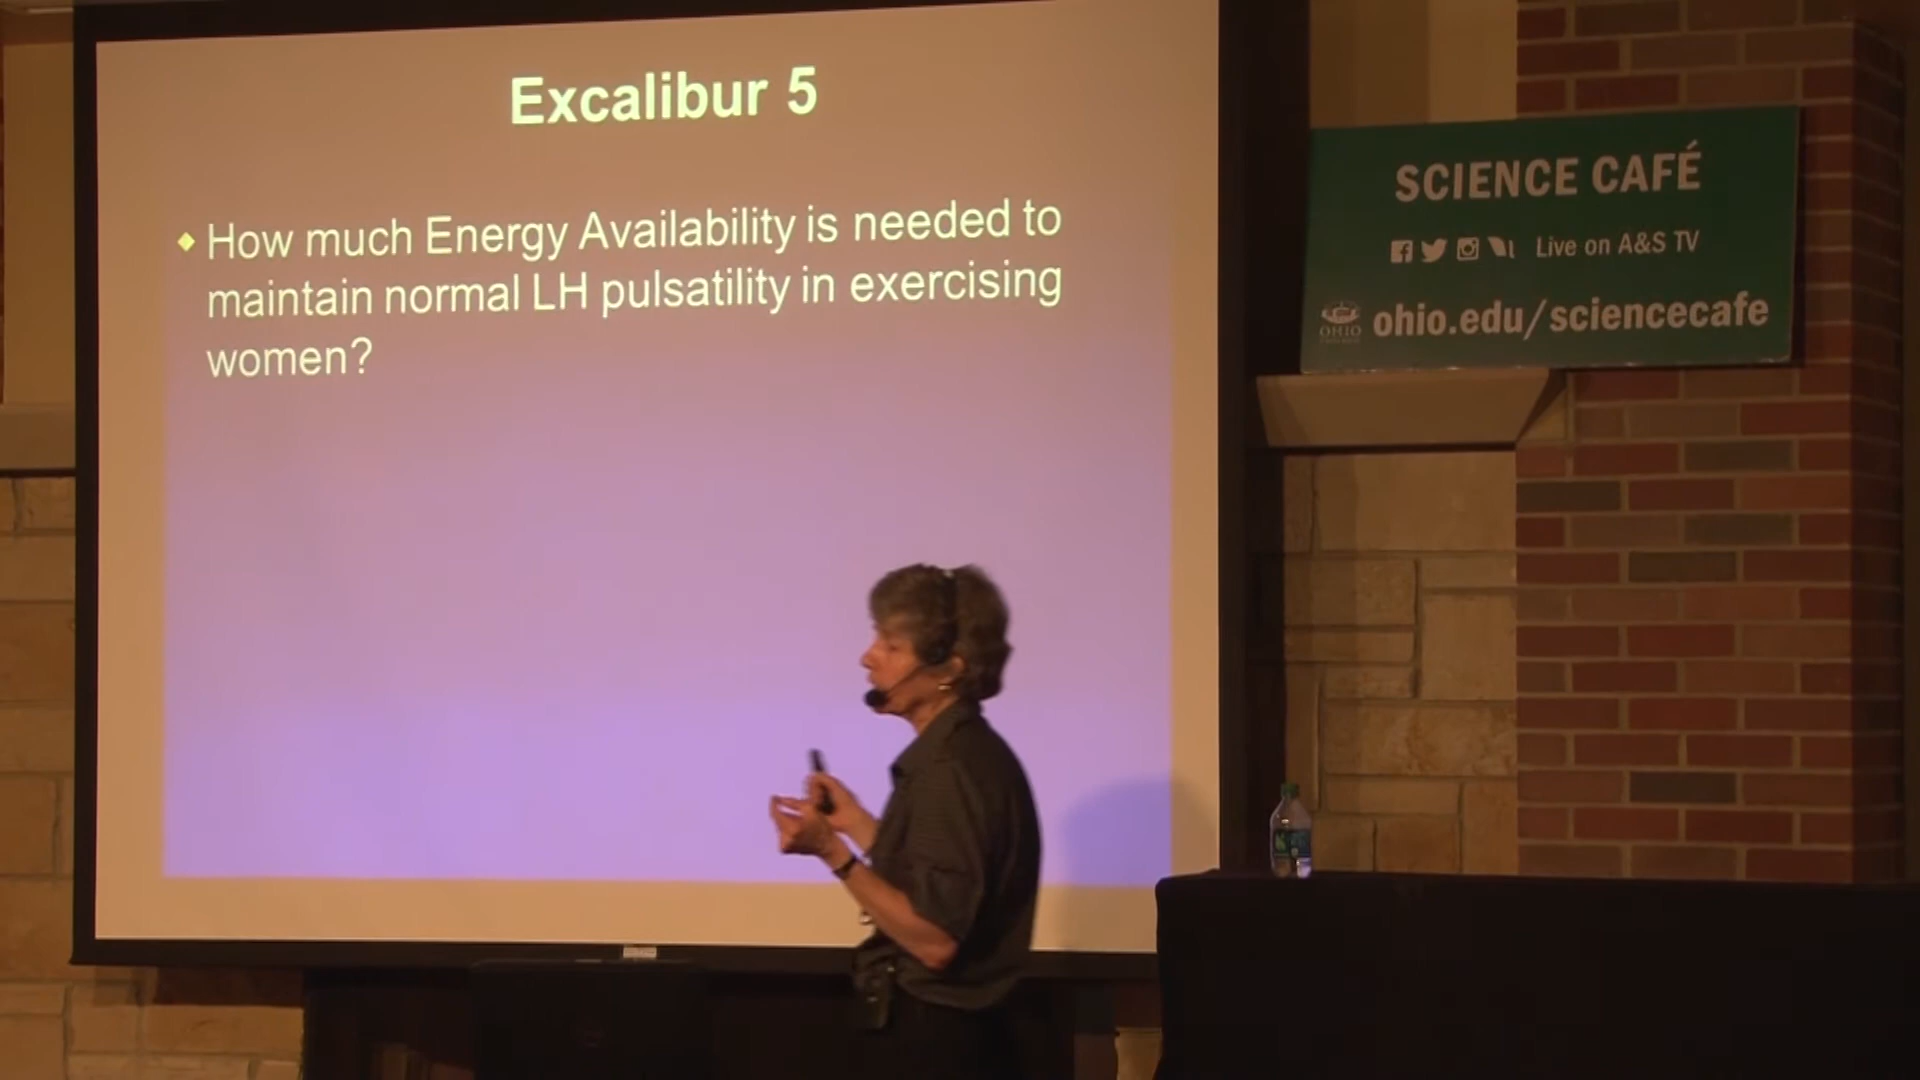 Excalibur 5
How much Energy Availability is needed to
maintain normal LH pulsatility in exercising
women?
SCIENCE CAFÉ
Live on A&S TV
OHIO
ohio.edu/sciencecafe